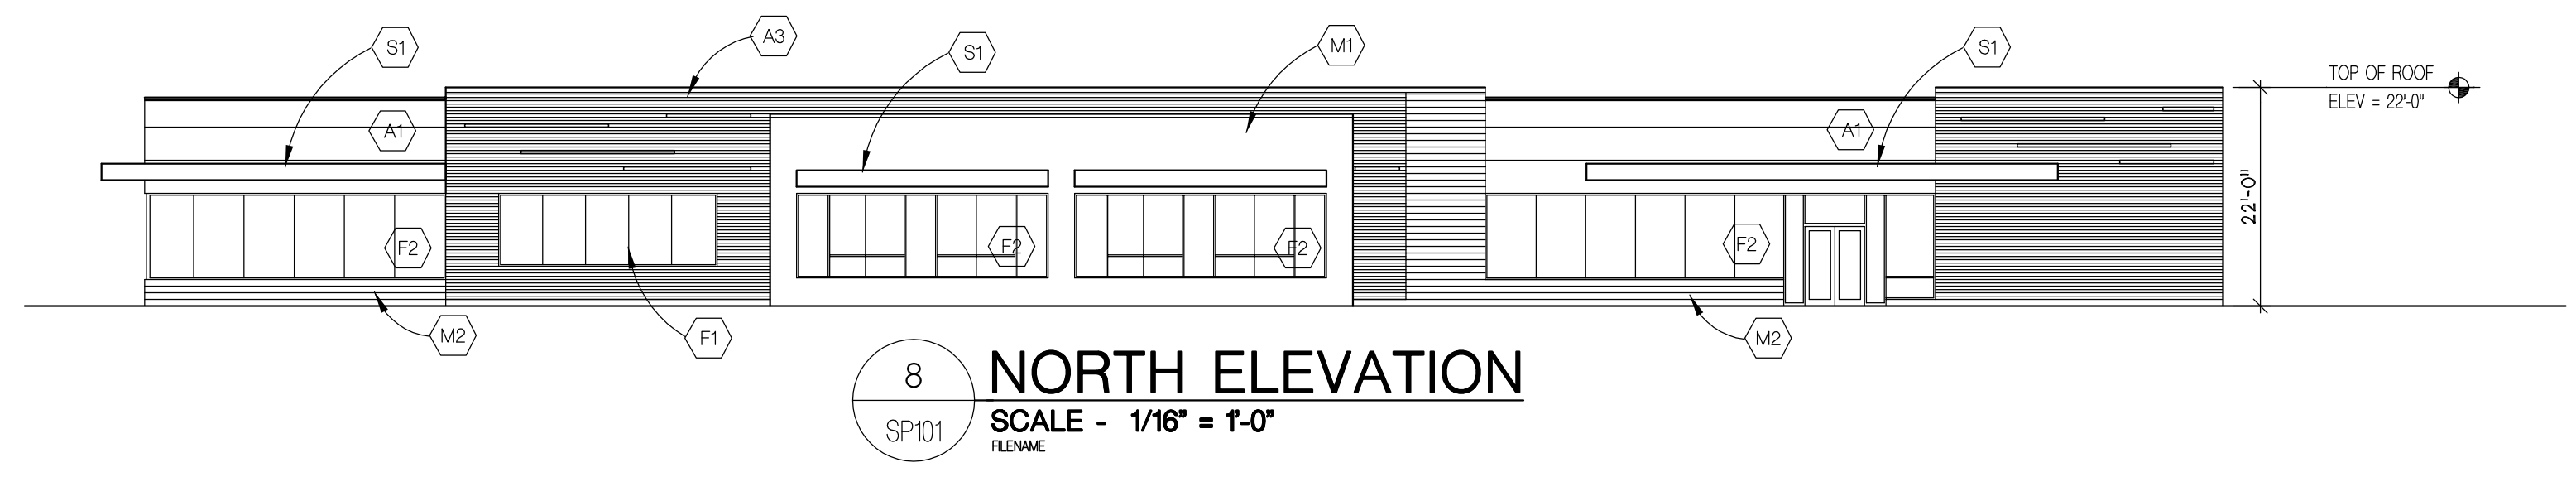 S1
A3
S1
M1
S1
TOP OF ROOF
ELEV = 22'-0"
A1
A1
22'-0"
F2
F2
F2
F2
M2
F1
M2
8
SP101
NORTH ELEVATION
SCALE - 1/16" = 1'-0"
FILENAME